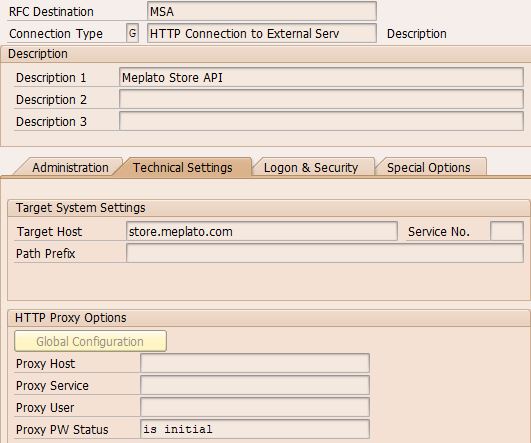 RFC Destination MSA
Connection Type G HTTP Connection to External Serv Description
Description
Description 1 Meplato Store API
Description 2
Description 3
Administration Technical Settings Logon & Security Special Options
Target System Settings
Target Host store.meplato.com Service No.
Path Prefix
HTTP Proxy Options
Global Configuration
Proxy Host
Proxy Service
Proxy User
Proxy PW Status is initial